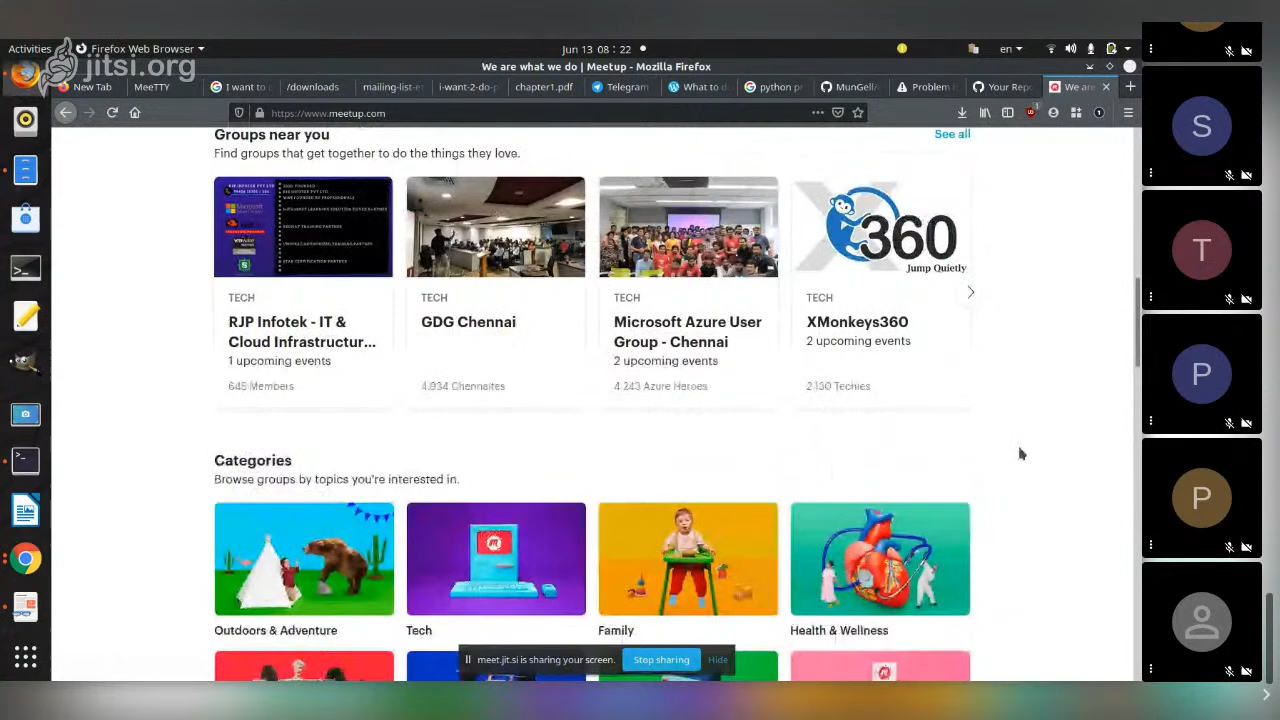 Activities
Firefox Web Browser
Jun 13 08:22
en
jitsi.org
We are what we do | Meetup - Mozilla Firefox
New Tab
MeeTTY
I want to c
/downloads
mailing-list-e
i-want-2-do-p
chapter1.pdf
Telegram
What to d
python p
MunGell/
Problem
Your Repo
We are
https://www.meetup.com
Groups near you
See all
Find groups that get together to do the things they love.
TECH
RJP Infotek - IT &
Cloud Infrastructur...
1 upcoming events
645 Members
TECH
GDG Chennai
4,934 Chennaites
TECH
Microsoft Azure User
Group - Chennai
2 upcoming events
4,243 Azure Heroes
X360
Jump Quietly
TECH
XMonkeys360
2 upcoming events
2,130 Techies
Categories
Browse groups by topics you're interested in.
Outdoors & Adventure
Tech
Family
Health & Wellness
meet.jit.si is sharing your screen.
Stop sharing
Hide
S
T
P
P